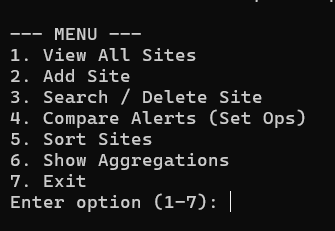 --- MENU ---
1. View All Sites
2. Add Site
3. Search / Delete Site
4. Compare Alerts (Set Ops)
5. Sort Sites
6. Show Aggregations
7. Exit
Enter option (1-7):